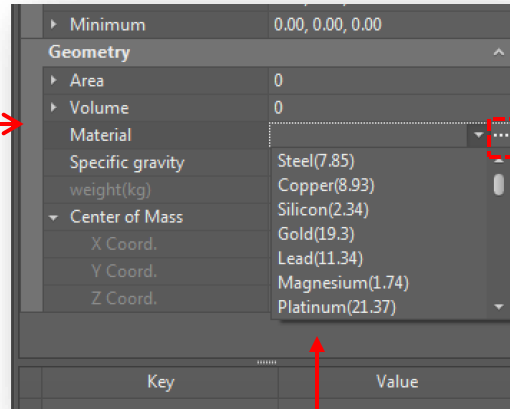 Minimum 0.00, 0.00, 0.00
Geometry
Area 0
Volume 0
Material
Specific gravity
weight(kg)
Center of Mass
X Coord.
Y Coord.
Z Coord.
Steel(7.85)
Copper(8.93)
Silicon(2.34)
Gold(19.3)
Lead(11.34)
Magnesium(1.74)
Platinum(21.37)
Key Value